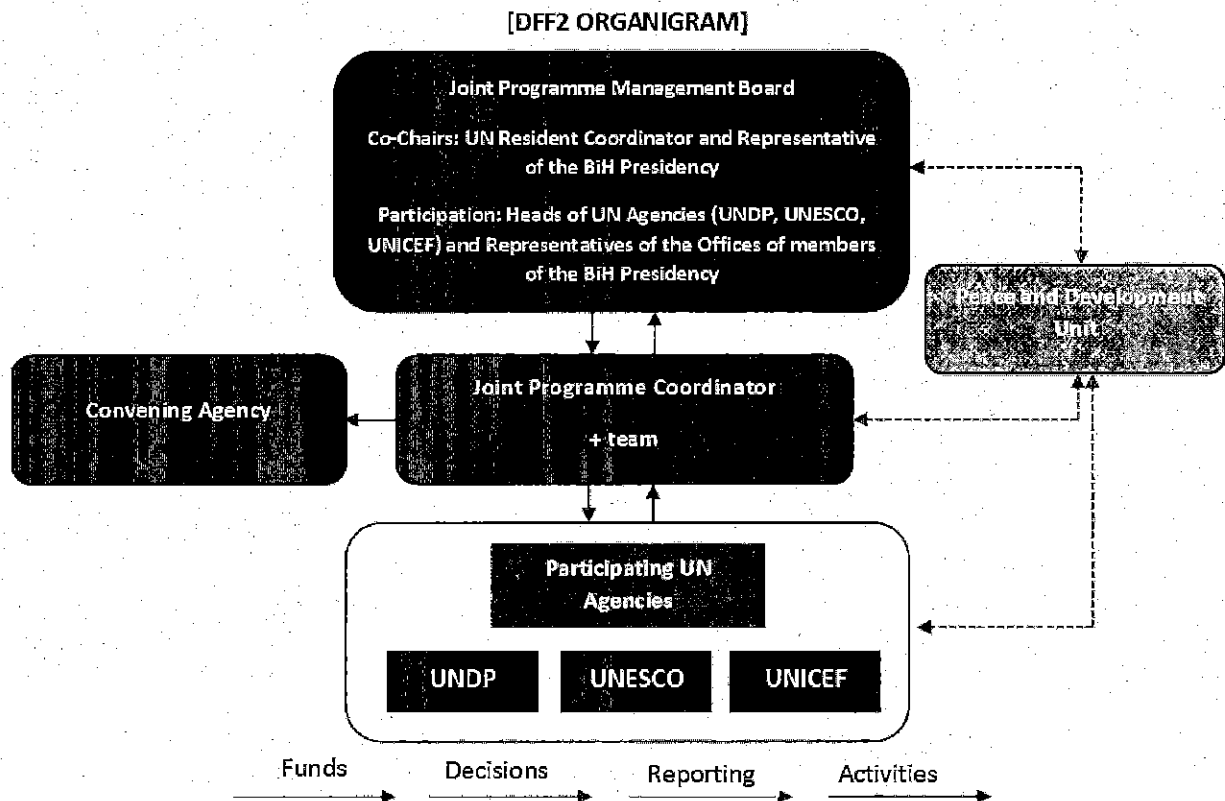 [DFF2 ORGANIGRAM]
Joint Programme Management Board
Co-Chairs: UN Resident Coordinator and Representative
of the BiH Presidency
Participation: Heads of UN Agencies (UNDP, UNESCO,
UNICEF) and Representatives of the Offices of members
of the BiH Presidency
Peace and Development
Unit
Convening Agency
Joint Programme Coordinator
+ team
Participating UN
Agencies
UNDP
UNESCO
UNICEF
Funds
Decisions
Reporting
Activities